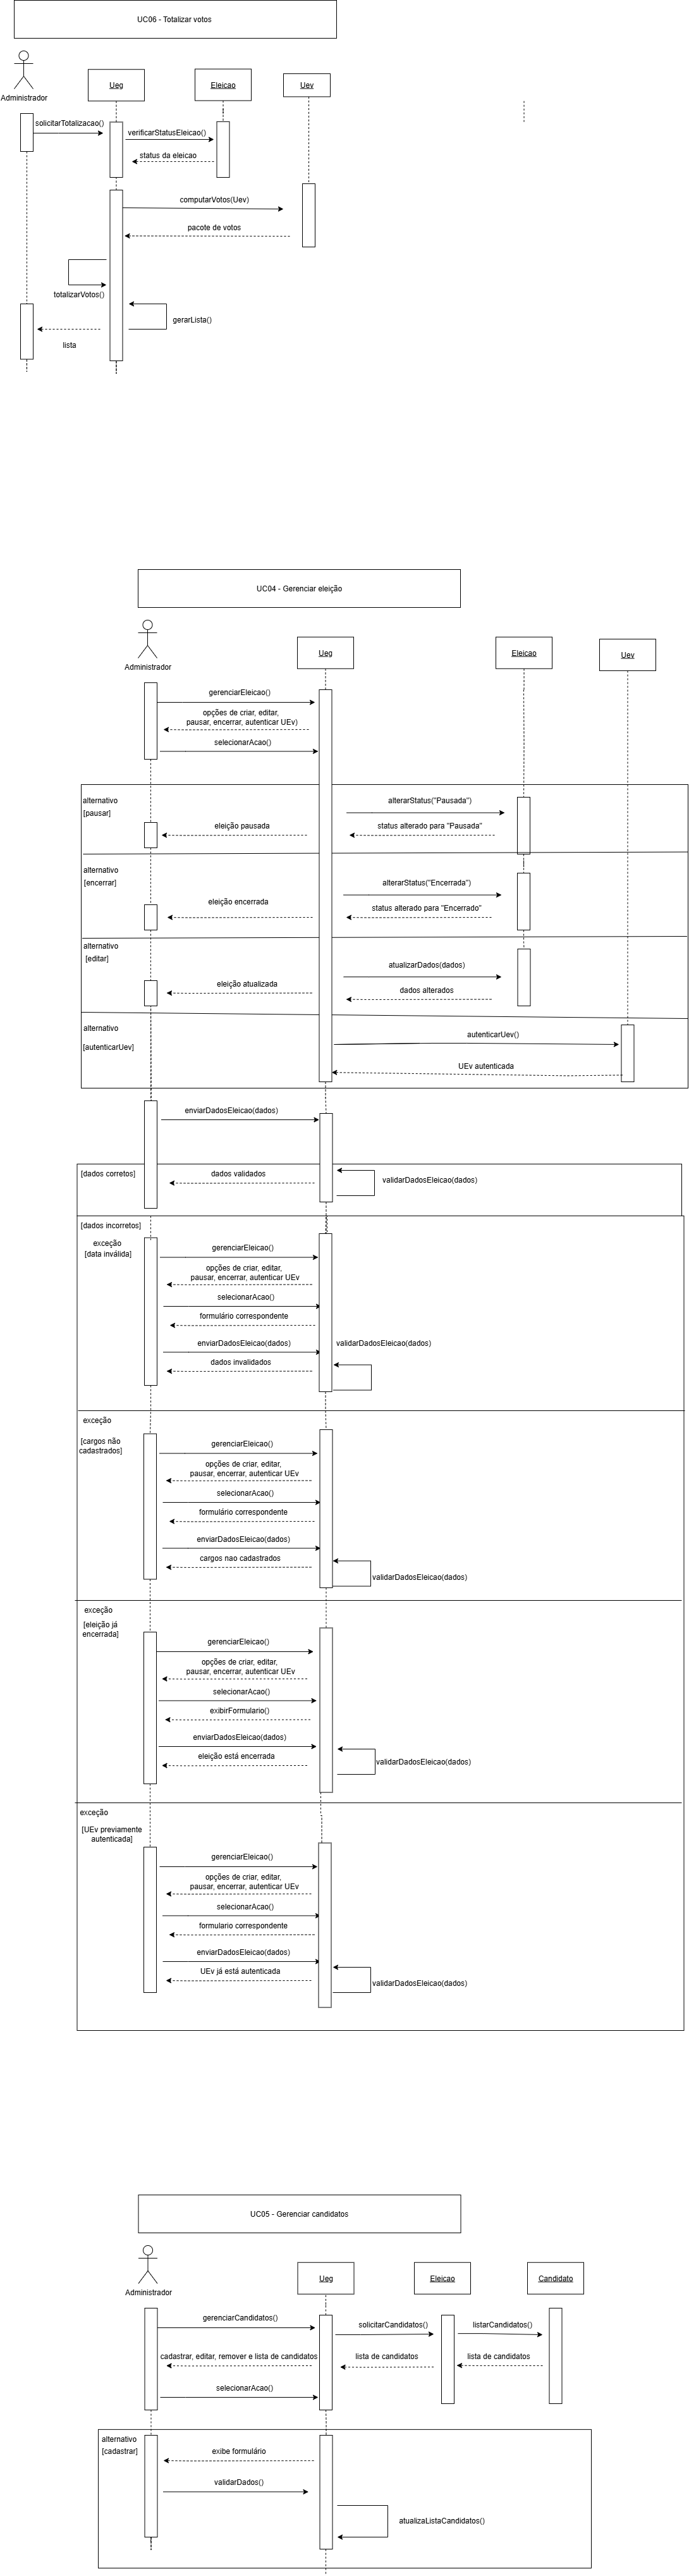 UC06 - Totalizar votos
Administrador
Ueg
Eleicao
Uev
solicitarTotalizacao()
verificarStatusEleicao()
status da eleicao
computarVotos(Uev)
pacote de votos
totalizarVotos()
gerarLista()
lista
UC04 - Gerenciar eleição
Administrador
Ueg
Eleicao
Uev
gerenciarEleicao()
opções de criar, editar,
pausar, encerrar, autenticar UEv)
selecionarAcao()
alternativo
[pausar]
alterarStatus("Pausada")
eleição pausada
status alterado para "Pausada"
alternativo
[encerrar]
alterarStatus("Encerrada")
eleição encerrada
status alterado para "Encerrado"
alternativo
[editar]
atualizarDados(dados)
eleição atualizada
dados alterados
alternativo
[autenticarUev]
autenticarUev()
UEv autenticada
enviarDadosEleicao(dados)
[dados corretos]
dados validados
validarDadosEleicao(dados)
[dados incorretos]
exceção
[data inválida]
gerenciarEleicao()
opções de criar, editar,
pausar, encerrar, autenticar UEv
selecionarAcao()
formulário correspondente
enviarDadosEleicao(dados)
validarDadosEleicao(dados)
dados invalidados
exceção
[cargos não
cadastrados]
gerenciarEleicao()
opções de criar, editar,
pausar, encerrar, autenticar UEv
selecionarAcao()
formulário correspondente
enviarDadosEleicao(dados)
cargos nao cadastrados
validarDadosEleicao(dados)
exceção
[eleição já
encerrada]
gerenciarEleicao()
opções de criar, editar,
pausar, encerrar, autenticar UEv
selecionarAcao()
exibirFormulario()
enviarDadosEleicao(dados)
eleição está encerrada
validarDadosEleicao(dados)
exceção
[UEv previamente
autenticada]
gerenciarEleicao()
opções de criar, editar,
pausar, encerrar, autenticar UEv
selecionarAcao()
formulario correspondente
enviarDadosEleicao(dados)
UEv já está autenticada
validarDadosEleicao(dados)
UC05 - Gerenciar candidatos
Administrador
Ueg
Eleicao
Candidato
gerenciarCandidatos()
solicitarCandidatos()
listarCandidatos()
cadastrar, editar, remover e lista de candidatos
lista de candidatos
lista de candidatos
selecionarAcao()
alternativo
[cadastrar]
exibe formulário
validarDados()
atualizaListaCandidatos()